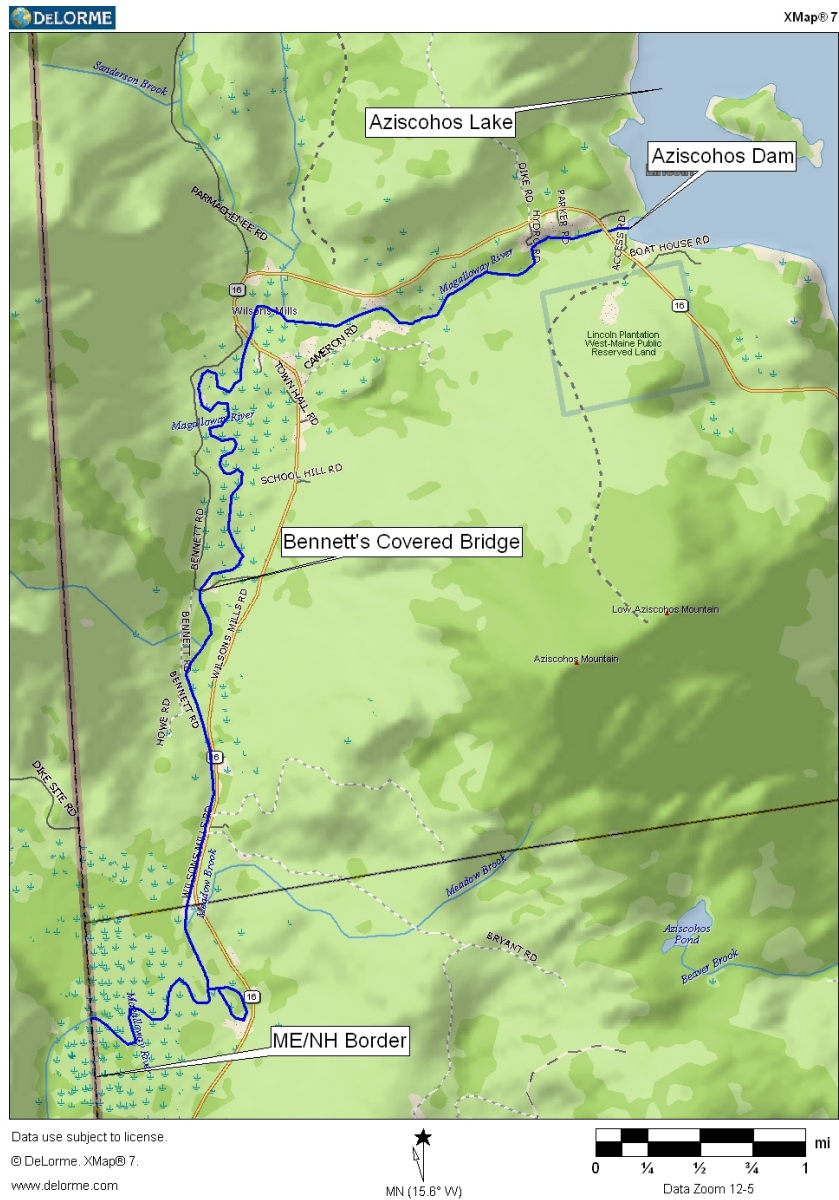 DELORME
XMap® 7
Sanderson Brook
Aziscohos Lake
Aziscohos Dam
PARMACHENEE RD
DIKE RD
HYDRO RD
PARKER RD
ACCESS RD
BOAT HOUSE RD
Magalloway River
16
Wilsons Mills
16
Lincoln Plantation
West-Maine Public
Reserved Land
CAMERON RD
TOWN HALL RD
Magalloway River
SCHOOL HILL RD
BENNETT RD
Bennett's Covered Bridge
BENNETT RD
WILSONS MILLS RD
Low Aziscohos Mountain
Aziscohos Mountain
BENNETT RD
HOWE RD
16
DIKE SITE RD
WILSONS MILLS RD
Meadow Brook
Meadow Brook
Aziscohos
Pond
BRYANT RD
Beaver Brook
16
Magalloway River
ME/NH Border
Data use subject to license.
© DeLorme. XMap® 7.
www.delorme.com
MN (15.6° W)
mi
0 ¼ ½ ¾ 1
Data Zoom 12-5